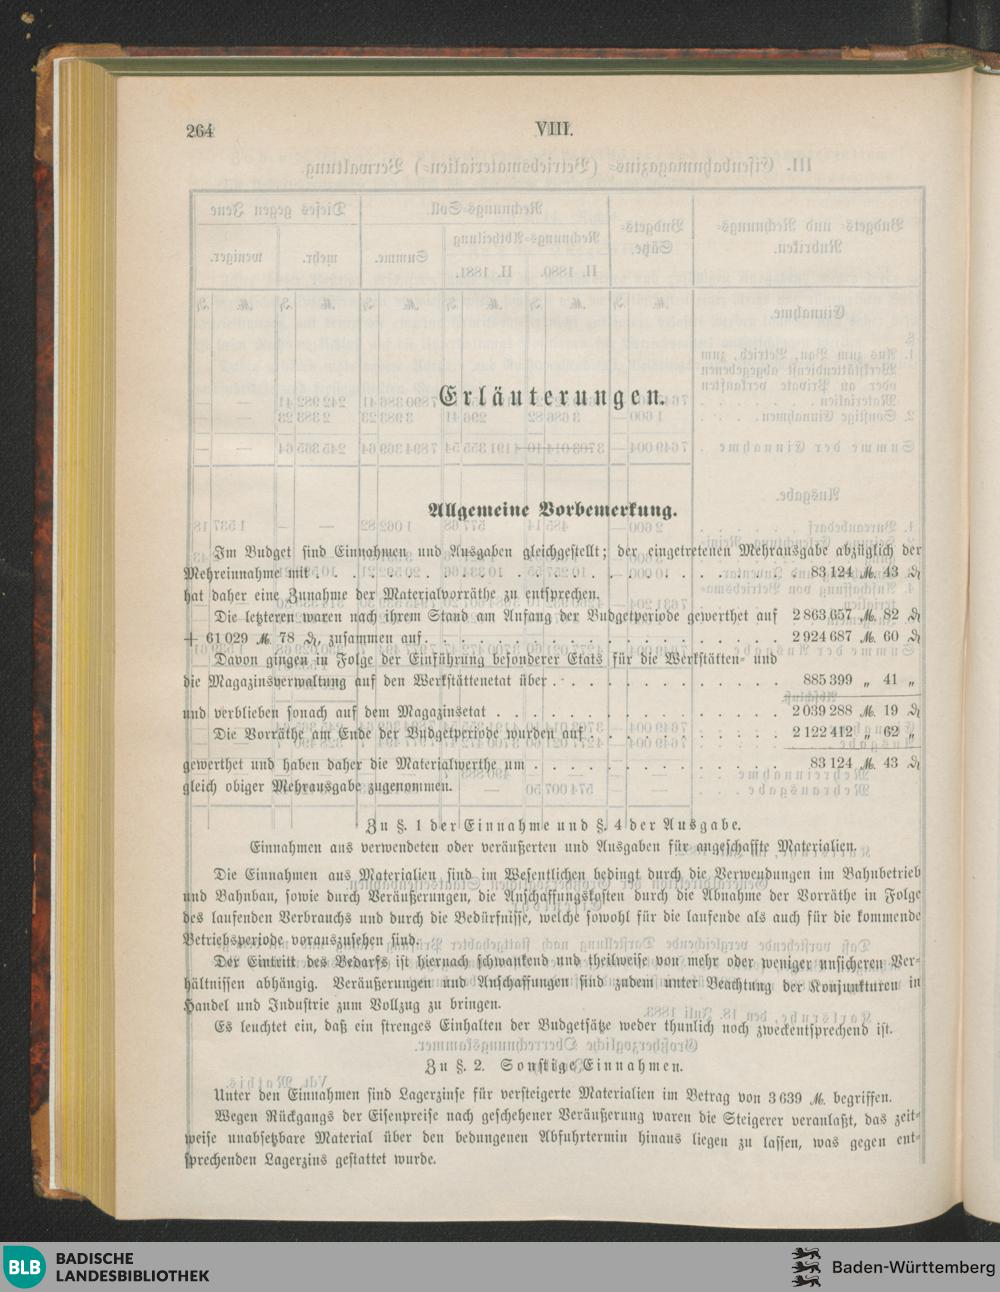 264
VIII.
Erläuterungen.
Allgemeine Vorbemerkung.
Im Budget sind Einnahmen und Ausgaben gleichgestellt; der eingetretenen Mehrausgabe abzüglich der
Mehreinnahme mit . . . . . . . . . . . . . . . . . . . . . 83 124 ℳ 43 ₰
hat daher eine Zunahme der Materialvorräthe zu entsprechen.
Die letzteren waren nach ihrem Stand am Anfang der Budgetperiode gewerthet auf 2 863 657 ℳ 82 ₰
+ 61 029 ℳ 78 ₰, zusammen auf . . . . . . . . . . . . . . . . 2 924 687 ℳ 60 ₰
Davon gingen in Folge der Einführung besonderer Etats für die Werkstätten- und
die Magazinsverwaltung auf den Werkstättenetat über . . . . . . . . . . . 885 399 „ 41 „
und verblieben sonach auf dem Magazinsetat . . . . . . . . . . . . . 2 039 288 ℳ 19 ₰
Die Vorräthe am Ende der Budgetperiode wurden auf . . . . . . . . . 2 122 412 „ 62 „
gewerthet und haben daher die Materialwerthe um . . . . . . . . . . . 83 124 ℳ 43 ₰
gleich obiger Mehrausgabe zugenommen.
Zu §. 1 der Einnahme und §. 4 der Ausgabe.
Einnahmen aus verwendeten oder veräußerten und Ausgaben für angeschaffte Materialien.
Die Einnahmen aus Materialien sind im Wesentlichen bedingt durch die Verwendungen im Bahnbetrieb
und Bahnbau, sowie durch Veräußerungen, die Anschaffungskosten durch die Abnahme der Vorräthe in Folge
des laufenden Verbrauchs und durch die Bedürfnisse, welche sowohl für die laufende als auch für die kommende
Betriebsperiode vorauszusehen sind.
Der Eintritt des Bedarfs ist hiernach schwankend und theilweise von mehr oder weniger unsicheren Ver-
hältnissen abhängig. Veräußerungen und Anschaffungen sind zudem unter Beachtung der Konjunkturen in
Handel und Industrie zum Vollzug zu bringen.
Es leuchtet ein, daß ein strenges Einhalten der Budgetsätze weder thunlich noch zweckentsprechend ist.
Zu §. 2. Sonstige Einnahmen.
Unter den Einnahmen sind Lagerzinse für versteigerte Materialien im Betrag von 3 639 ℳ begriffen.
Wegen Rückgangs der Eisenpreise nach geschehener Veräußerung waren die Steigerer veranlaßt, das zeit-
weise unabsetzbare Material über den bedungenen Abfuhrtermin hinaus liegen zu lassen, was gegen ent-
sprechenden Lagerzins gestattet wurde.
BLB
BADISCHE
LANDESBIBLIOTHEK
Baden-Württemberg